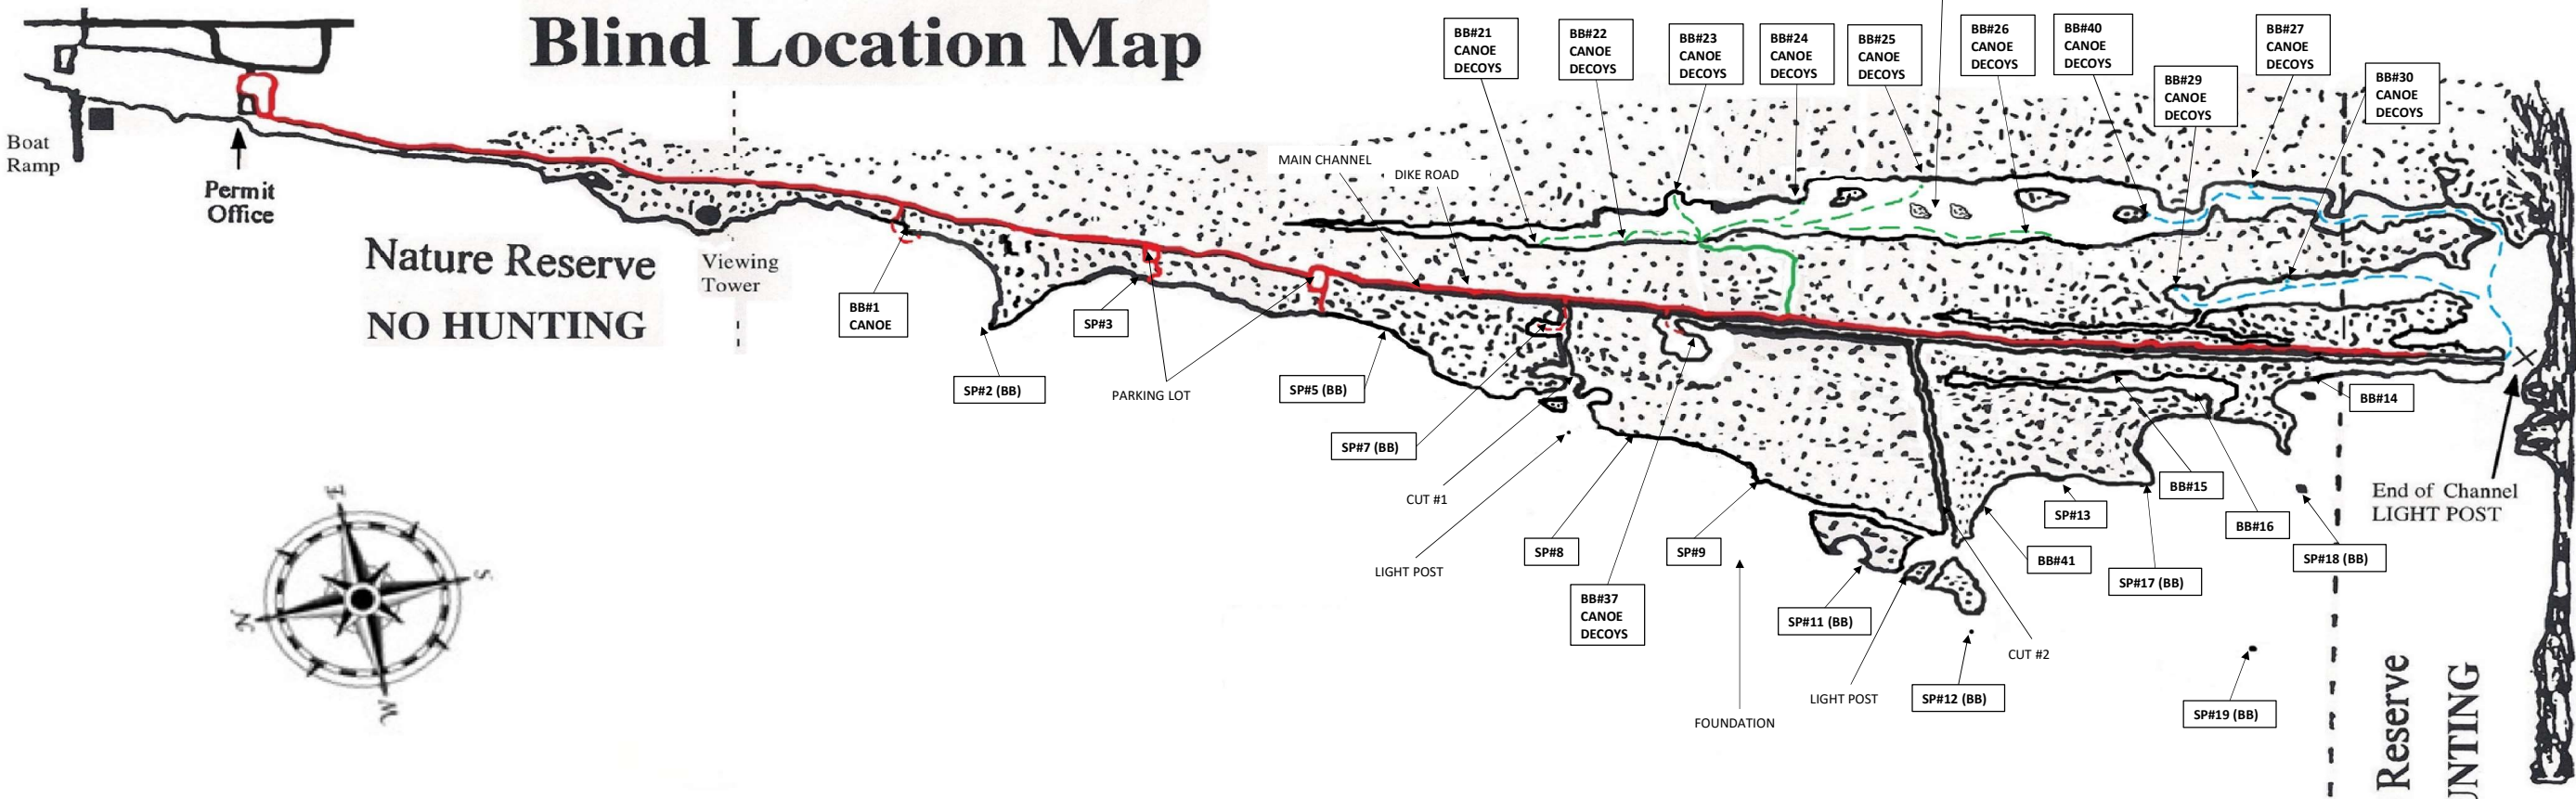 Blind Location Map
Boat
Ramp
Permit
Office
Nature Reserve
NO HUNTING
Viewing
Tower
BB#1
CANOE
SP#2 (BB)
SP#3
PARKING LOT
SP#5 (BB)
MAIN CHANNEL
DIKE ROAD
BB#21
CANOE
DECOYS
BB#22
CANOE
DECOYS
BB#23
CANOE
DECOYS
BB#24
CANOE
DECOYS
BB#25
CANOE
DECOYS
BB#26
CANOE
DECOYS
BB#40
CANOE
DECOYS
BB#29
CANOE
DECOYS
BB#27
CANOE
DECOYS
BB#30
CANOE
DECOYS
SP#7 (BB)
CUT #1
LIGHT POST
SP#8
BB#37
CANOE
DECOYS
SP#9
FOUNDATION
SP#11 (BB)
LIGHT POST
SP#12 (BB)
CUT #2
BB#41
SP#13
SP#17 (BB)
BB#15
BB#16
BB#14
SP#18 (BB)
SP#19 (BB)
End of Channel
LIGHT POST
Reserve
UNTING
E
S
N
W